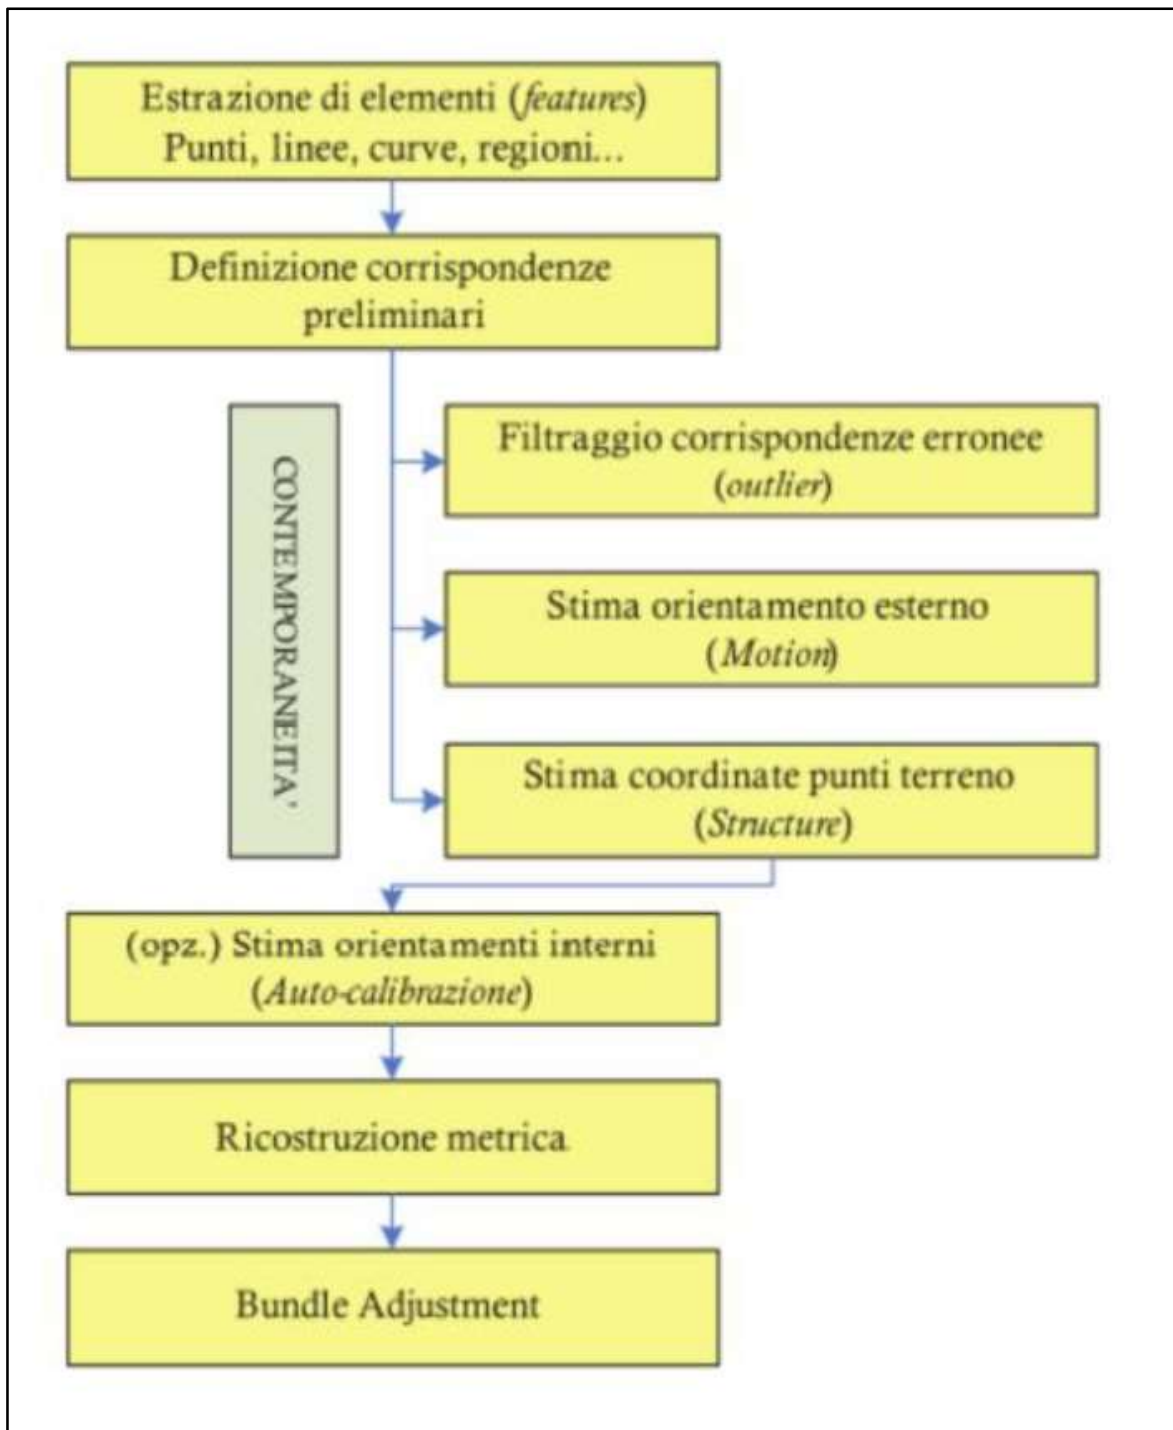 Estrazione di elementi (features)
Punti, linee, curve, regioni...
Definizione corrispondenze
preliminari
CONTEMPORANEITA'
Filtraggio corrispondenze erronee
(outlier)
Stima orientamento esterno
(Motion)
Stima coordinate punti terreno
(Structure)
(opz.) Stima orientamenti interni
(Auto-calibrazione)
Ricostruzione metrica
Bundle Adjustment